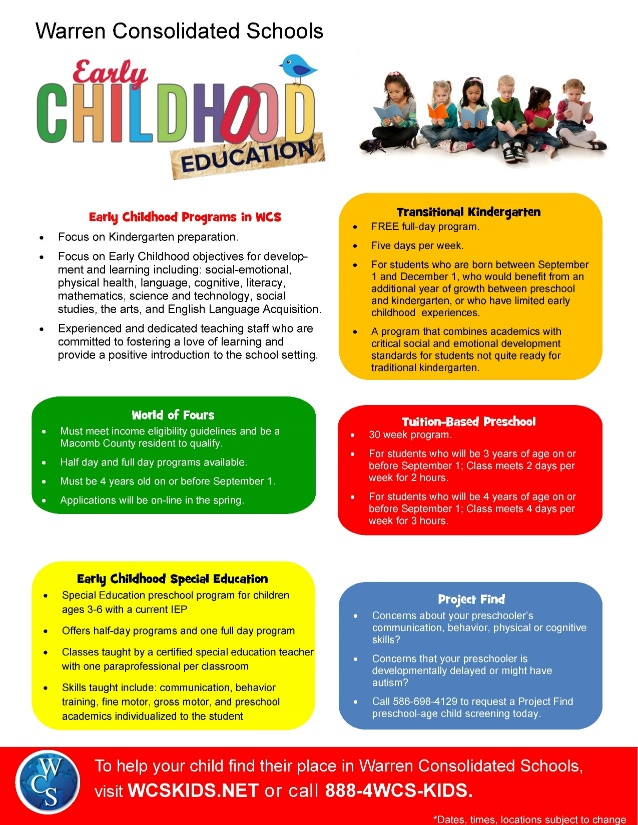 Warren Consolidated Schools
Early
CHILDHOOD
EDUCATION
Early Childhood Programs in WCS
• Focus on Kindergarten preparation.
• Focus on Early Childhood objectives for develop-
ment and learning including: social-emotional,
physical health, language, cognitive, literacy,
mathematics, science and technology, social
studies, the arts, and English Language Acquisition.
• Experienced and dedicated teaching staff who are
committed to fostering a love of learning and
provide a positive introduction to the school setting.
Transitional Kindergarten
• FREE full-day program.
• Five days per week.
• For students who are born between September
1 and December 1, who would benefit from an
additional year of growth between preschool
and kindergarten, or who have limited early
childhood experiences.
• A program that combines academics with
critical social and emotional development
standards for students not quite ready for
traditional kindergarten.
World of Fours
• Must meet income eligibility guidelines and be a
Macomb County resident to qualify.
• Half day and full day programs available.
• Must be 4 years old on or before September 1.
• Applications will be on-line in the spring.
Tuition-Based Preschool
• 30 week program.
• For students who will be 3 years of age on or
before September 1; Class meets 2 days per
week for 2 hours.
• For students who will be 4 years of age on or
before September 1; Class meets 4 days per
week for 3 hours.
Early Childhood Special Education
• Special Education preschool program for children
ages 3-6 with a current IEP
• Offers half-day programs and one full day program
• Classes taught by a certified special education teacher
with one paraprofessional per classroom
• Skills taught include: communication, behavior
training, fine motor, gross motor, and preschool
academics individualized to the student
Project Find
• Concerns about your preschooler's
communication, behavior, physical or cognitive
skills?
• Concerns that your preschooler is
developmentally delayed or might have
autism?
• Call 586-698-4129 to request a Project Find
preschool-age child screening today.
WCS
To help your child find their place in Warren Consolidated Schools,
visit WCSKIDS.NET or call 888-4WCS-KIDS.
*Dates, times, locations subject to change